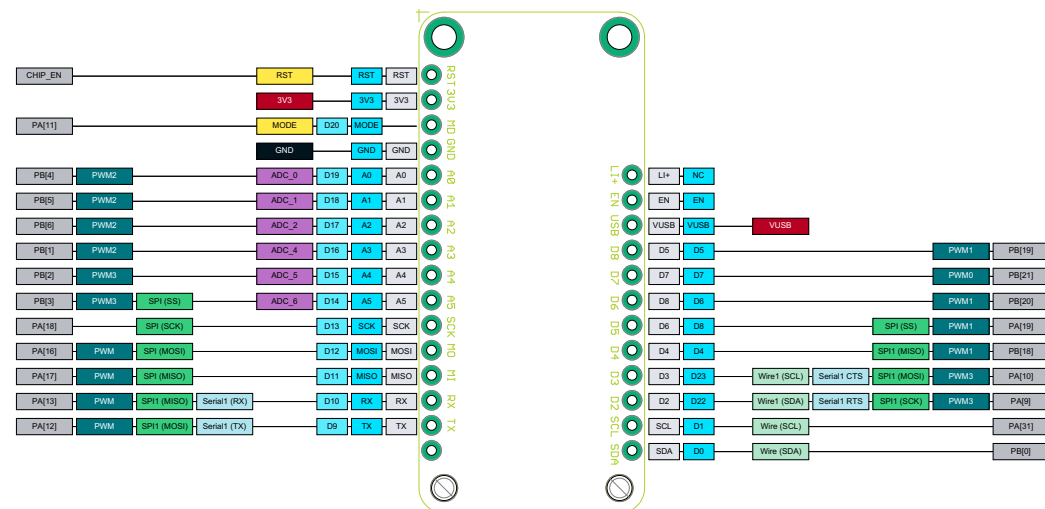 CHIP_EN RST RST RST RST
3V3 3V3 3V3 3V3
PA[11] MODE D20 MODE MD
GND GND GND GND
PB[4] PWM2 ADC_0 D19 A0 A0 A0
PB[5] PWM2 ADC_1 D18 A1 A1 A1
PB[6] PWM2 ADC_2 D17 A2 A2 A2
PB[1] PWM2 ADC_4 D16 A3 A3 A3
PB[2] PWM3 ADC_5 D15 A4 A4 A4
PB[3] PWM3 SPI (SS) ADC_6 D14 A5 A5 A5
PA[18] SPI (SCK) D13 SCK SCK SCK
PA[16] PWM SPI (MOSI) D12 MOSI MOSI MO
PA[17] PWM SPI (MISO) D11 MISO MISO MI
PA[13] PWM SPI1 (MISO) Serial1 (RX) D10 RX RX RX
PA[12] PWM SPI1 (MOSI) Serial1 (TX) D9 TX TX TX
LI+ LI+ NC
EN EN EN
USB VUSB VUSB VUSB
D8 D5 D5 PWM1 PB[19]
D7 D7 D7 PWM0 PB[21]
D6 D8 D6 PWM1 PB[20]
D5 D6 D8 SPI (SS) PWM1 PA[19]
D4 D4 D4 SPI1 (MISO) PWM1 PB[18]
D3 D3 D23 Wire1 (SCL) Serial1 CTS SPI1 (MOSI) PWM3 PA[10]
D2 D2 D22 Wire1 (SDA) Serial1 RTS SPI1 (SCK) PWM3 PA[9]
SCL SCL D1 Wire (SCL) PA[31]
SDA SDA D0 Wire (SDA) PB[0]